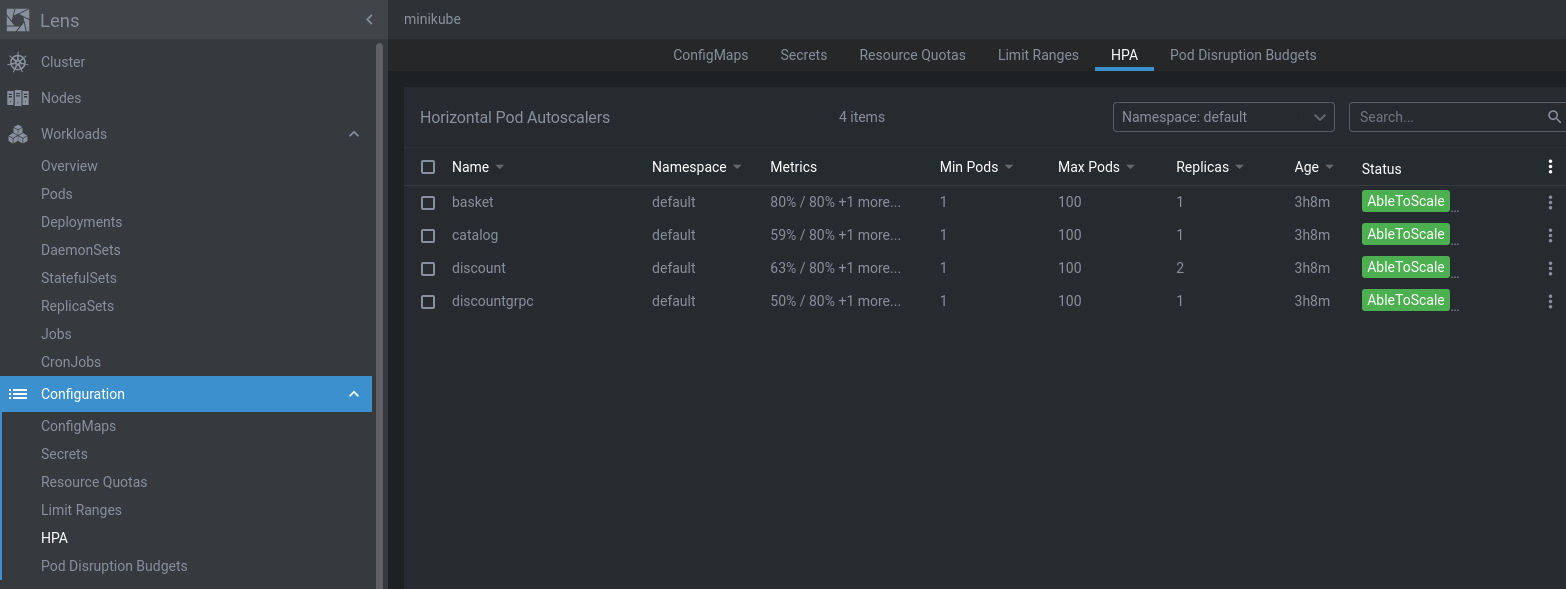 Lens
Cluster
Nodes
Workloads
Overview
Pods
Deployments
DaemonSets
StatefulSets
ReplicaSets
Jobs
CronJobs
Configuration
ConfigMaps
Secrets
Resource Quotas
Limit Ranges
HPA
Pod Disruption Budgets
minikube
ConfigMaps Secrets Resource Quotas Limit Ranges HPA Pod Disruption Budgets
Horizontal Pod Autoscalers 4 items Namespace: default Search...
Name Namespace Metrics Min Pods Max Pods Replicas Age Status
basket default 80% / 80% +1 more... 1 100 1 3h8m AbleToScale ...
catalog default 59% / 80% +1 more... 1 100 1 3h8m AbleToScale ...
discount default 63% / 80% +1 more... 1 100 2 3h8m AbleToScale ...
discountgrpc default 50% / 80% +1 more... 1 100 1 3h8m AbleToScale ...